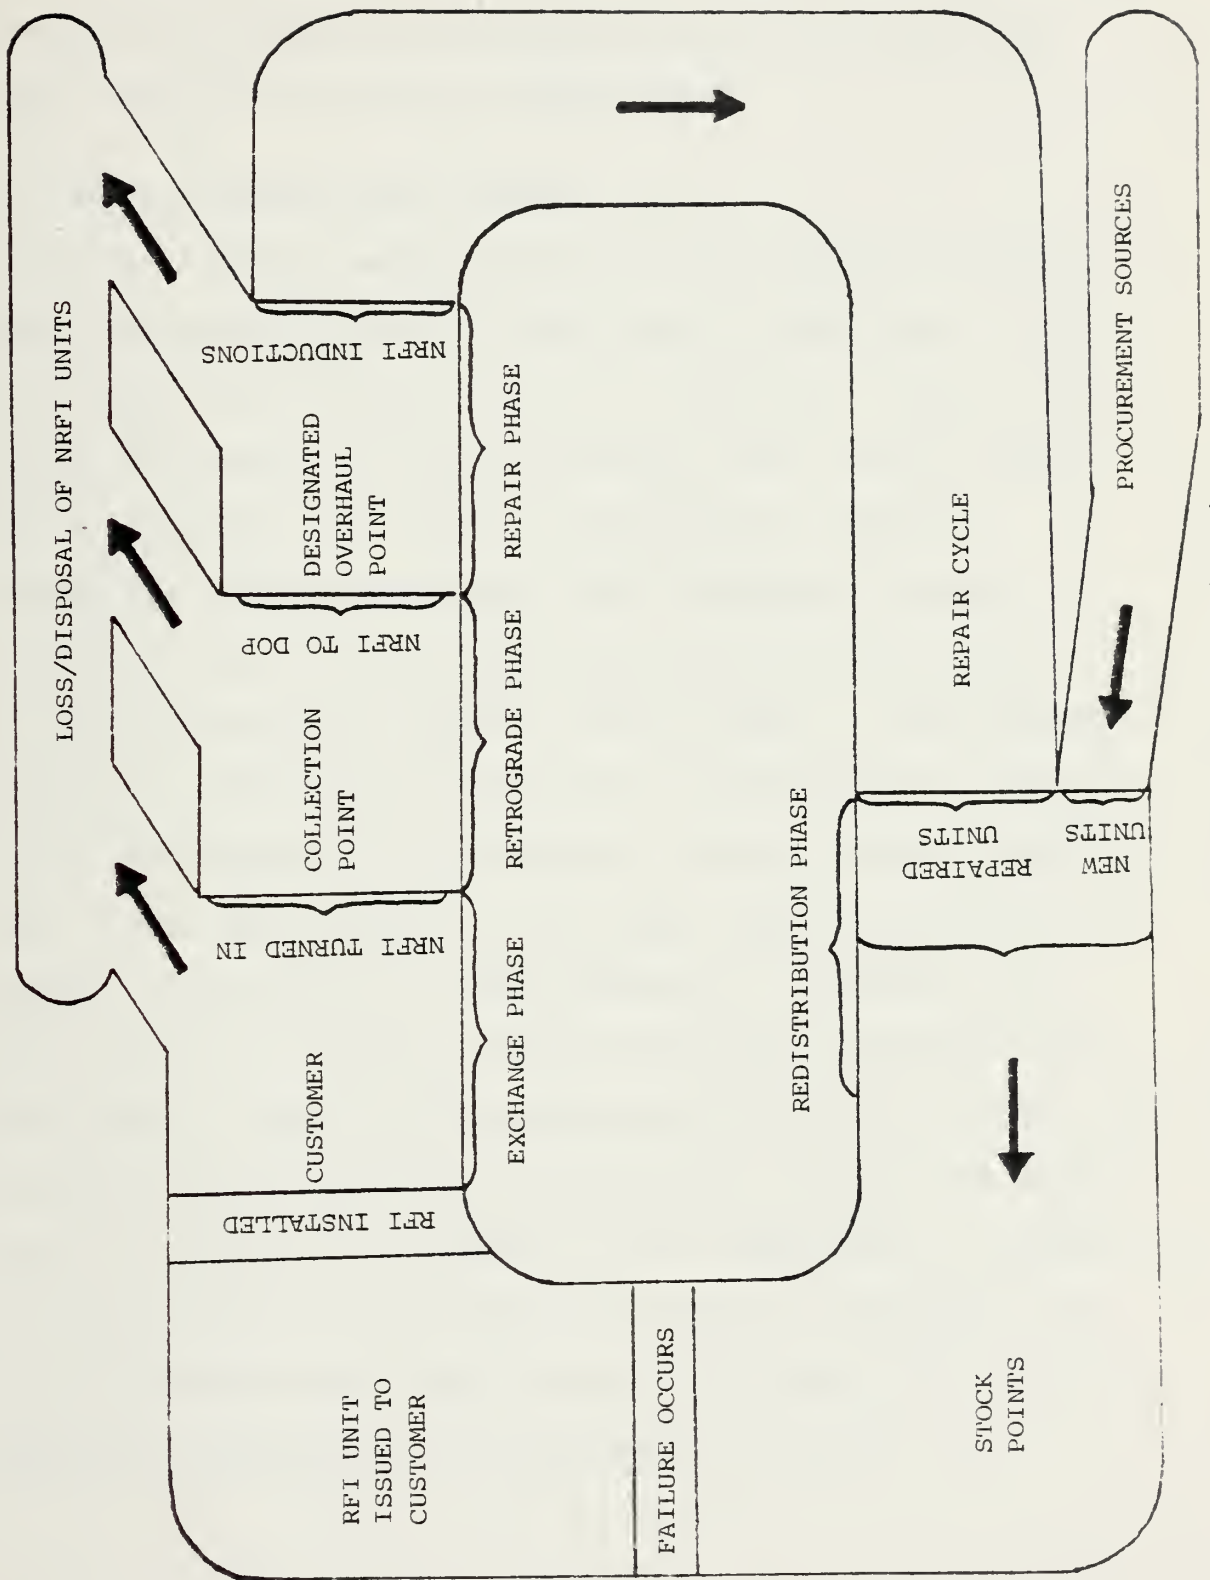 LOSS/DISPOSAL OF NRFI UNITS
RFI UNIT
ISSUED TO
CUSTOMER
RFI INSTALLED
CUSTOMER
NRFI TURNED IN
COLLECTION
POINT
NRFI TO DOP
DESIGNATED
OVERHAUL
POINT
NRFI INDUCTIONS
EXCHANGE PHASE
RETROGRADE PHASE
REPAIR PHASE
FAILURE OCCURS
REDISTRIBUTION PHASE
STOCK
POINTS
REPAIRED
UNITS
NEW
UNITS
REPAIR CYCLE
PROCUREMENT SOURCES